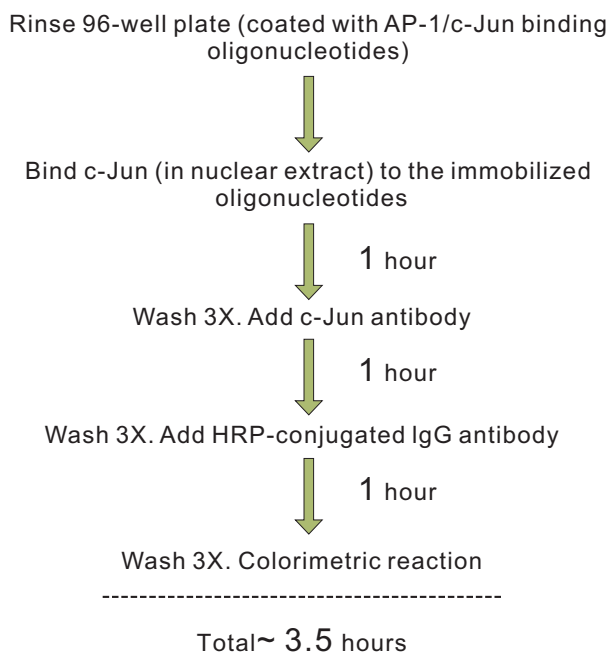 Rinse 96-well plate (coated with AP-1/c-Jun binding
oligonucleotides)
Bind c-Jun (in nuclear extract) to the immobilized
oligonucleotides
1 hour
Wash 3X. Add c-Jun antibody
1 hour
Wash 3X. Add HRP-conjugated IgG antibody
1 hour
Wash 3X. Colorimetric reaction
-------------------------------------------
Total~ 3.5 hours